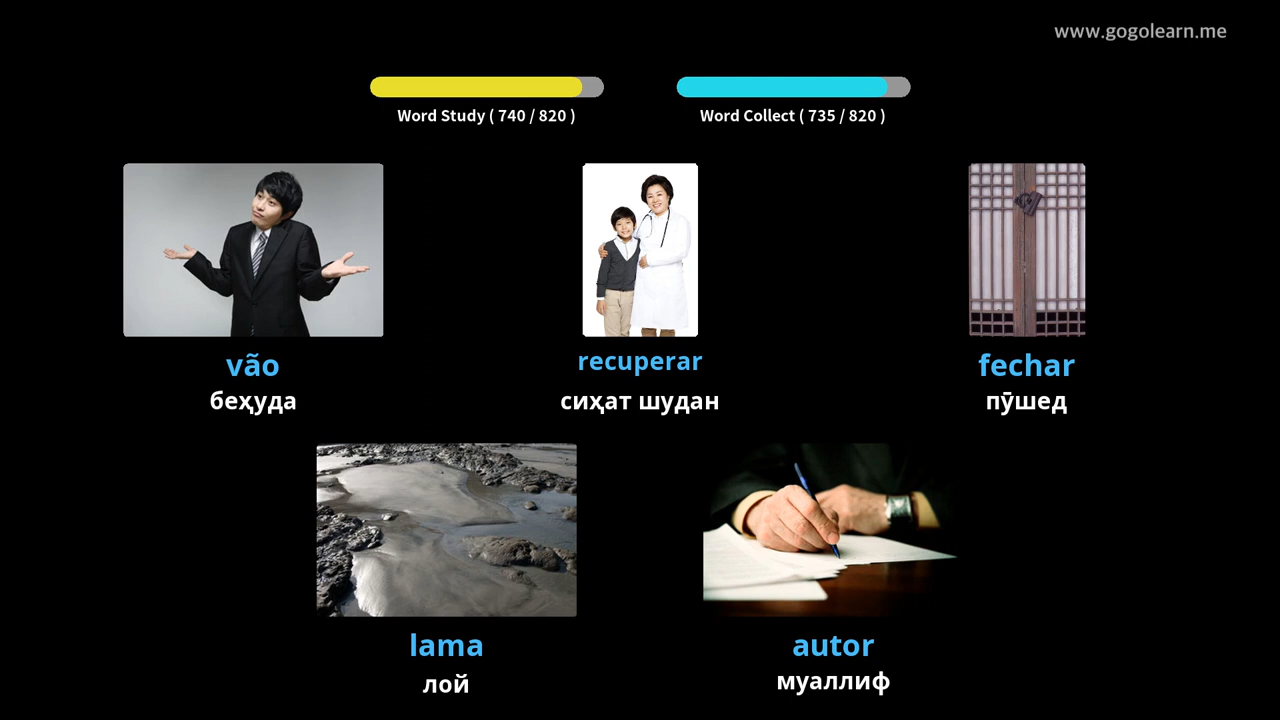 www.gogolearn.me
Word Study ( 740 / 820 )
Word Collect ( 735 / 820 )
vão
беҳуда
recuperar
сиҳат шудан
fechar
пӯшед
lama
лой
autor
муаллиф